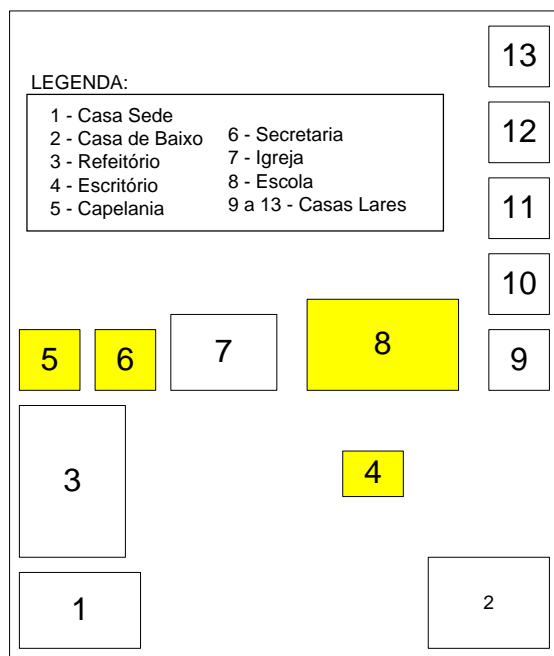 13
LEGENDA:
1 - Casa Sede
2 - Casa de Baixo
3 - Refeitório
4 - Escritório
5 - Capelania
6 - Secretaria
7 - Igreja
8 - Escola
9 a 13 - Casas Lares
12
11
10
5
6
7
8
9
3
4
1
2